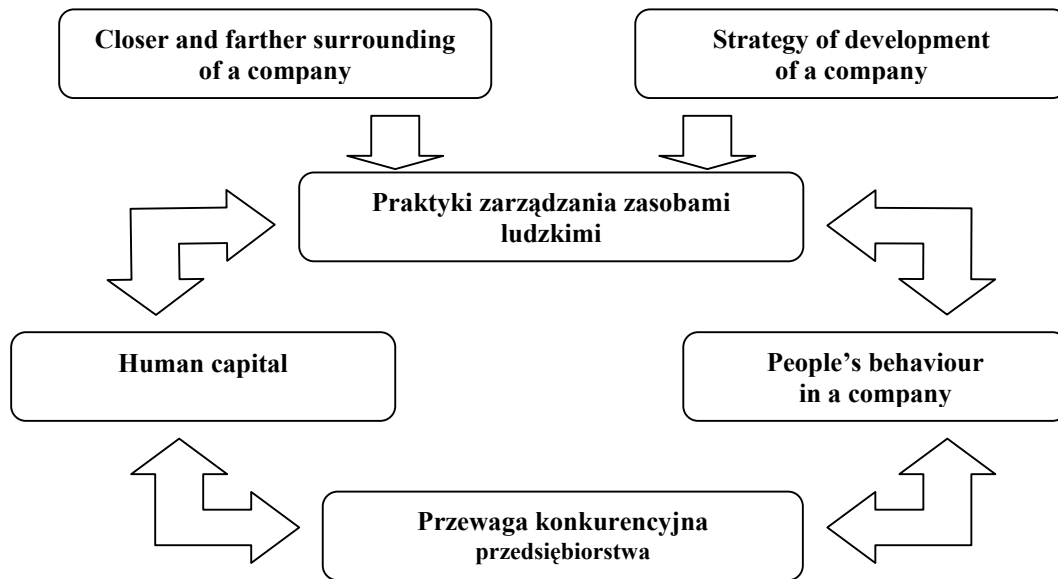 Closer and farther surrounding
of a company
Strategy of development
of a company
Praktyki zarządzania zasobami
ludzkimi
Human capital
People’s behaviour
in a company
Przewaga konkurencyjna
przedsiębiorstwa